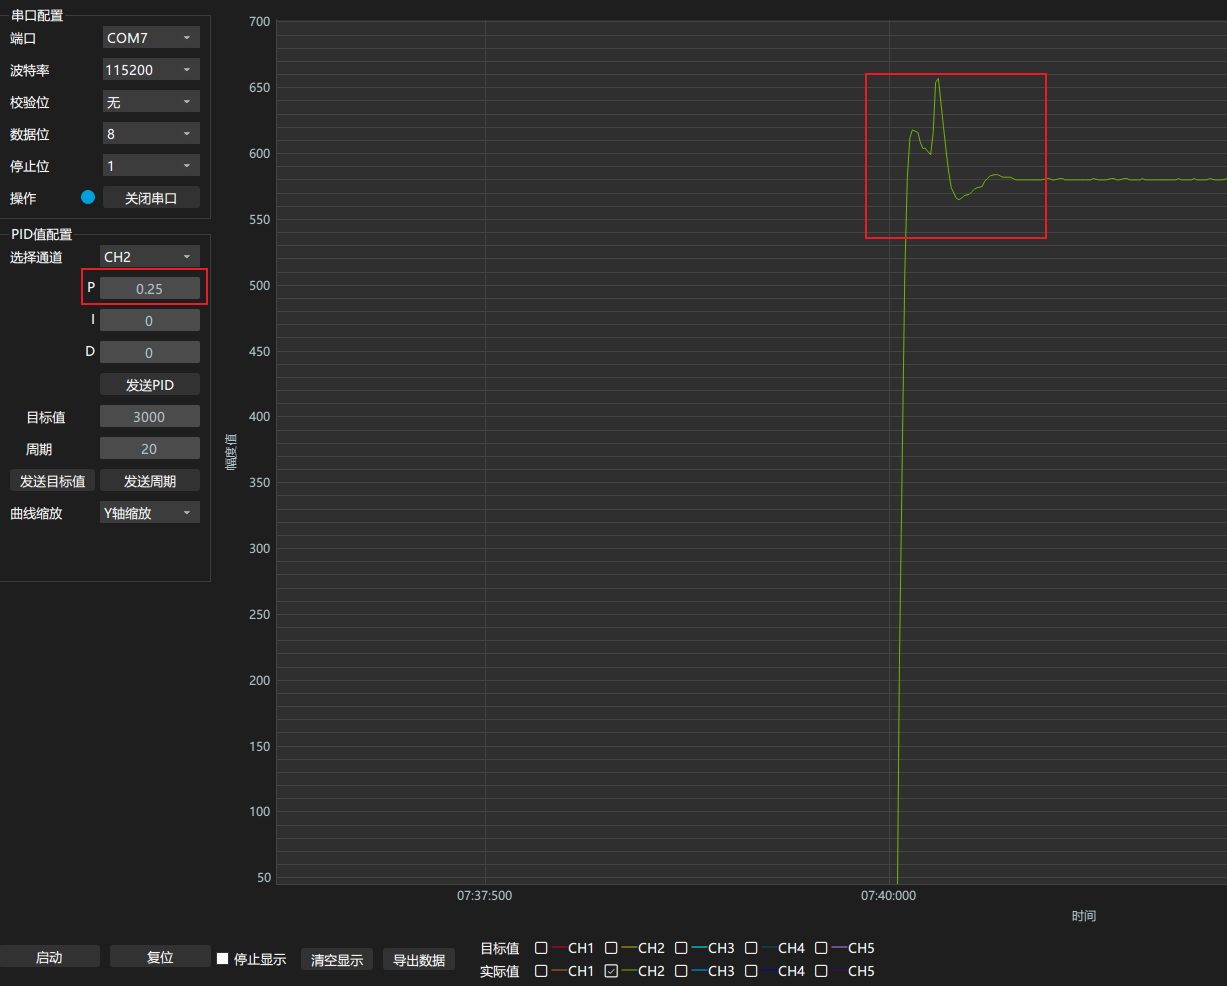 串口配置
端口 COM7
波特率 115200
校验位 无
数据位 8
停止位 1
操作 关闭串口
PID值配置
选择通道 CH2
P 0.25
I 0
D 0
发送PID
目标值 3000
周期 20
发送目标值 发送周期
曲线缩放 Y轴缩放
700
650
600
550
500
450
400
350
300
250
200
150
100
50
幅度值
07:37:500 07:40:000
时间
启动 复位 停止显示 清空显示 导出数据
目标值 CH1 CH2 CH3 CH4 CH5
实际值 CH1 CH2 CH3 CH4 CH5